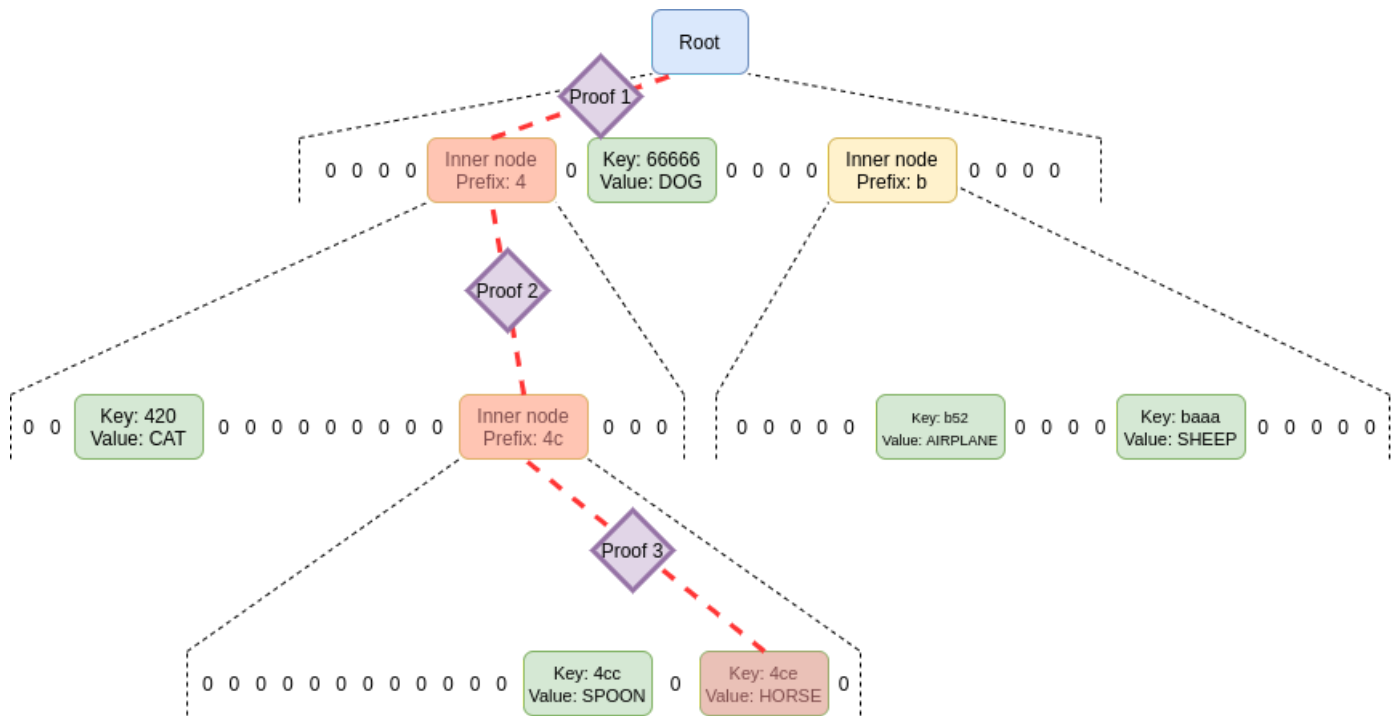 Root
Proof 1
0 0 0 0
Inner node
Prefix: 4
0
Key: 66666
Value: DOG
0 0 0 0
Inner node
Prefix: b
0 0 0 0
Proof 2
0 0
Key: 420
Value: CAT
0 0 0 0 0 0 0 0 0
Inner node
Prefix: 4c
0 0 0
0 0 0 0 0
Key: b52
Value: AIRPLANE
0 0 0 0
Key: baaa
Value: SHEEP
0 0 0 0 0
Proof 3
0 0 0 0 0 0 0 0 0 0 0 0
Key: 4cc
Value: SPOON
0
Key: 4ce
Value: HORSE
0